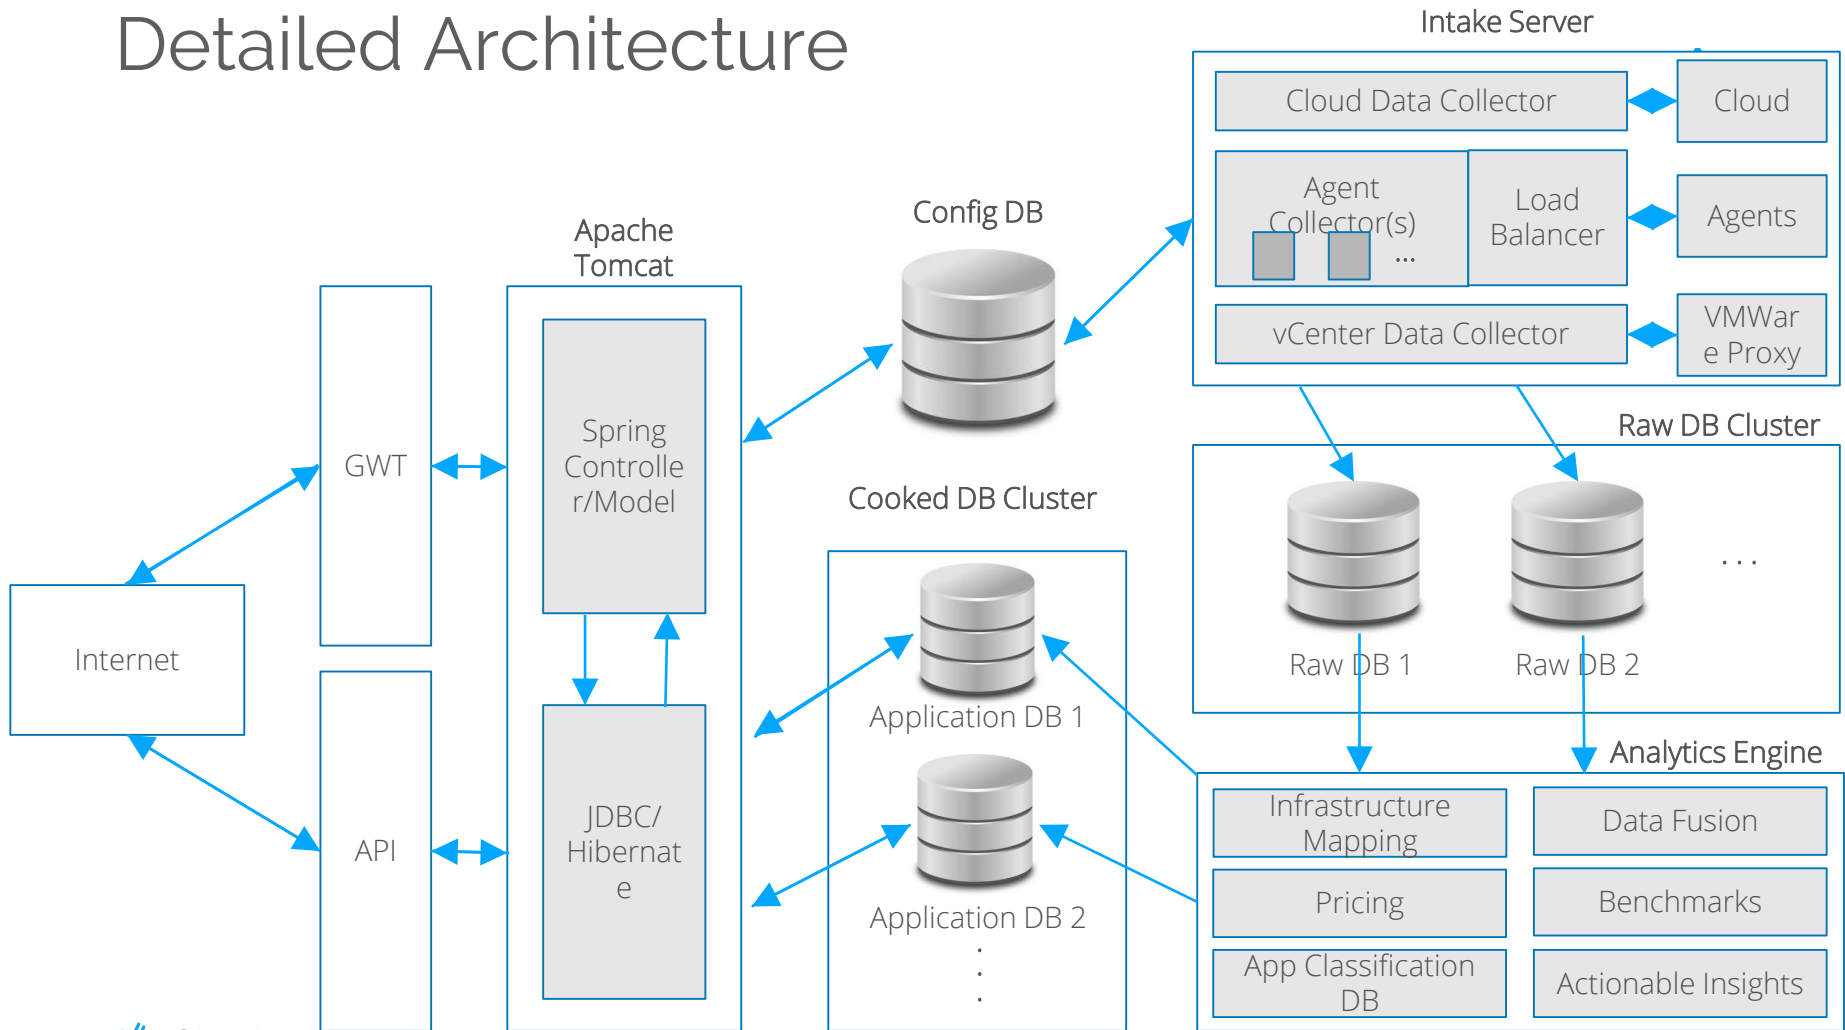 Detailed Architecture
Intake Server
Cloud Data Collector
Cloud
Agent
Collector(s)
...
Load
Balancer
Agents
vCenter Data Collector
VMWar
e Proxy
Config DB
Apache
Tomcat
Spring
Controlle
r/Model
GWT
Internet
API
JDBC/
Hibernat
e
Cooked DB Cluster
Application DB 1
Application DB 2
.
.
.
Raw DB Cluster
Raw DB 1
Raw DB 2
. . .
Analytics Engine
Infrastructure
Mapping
Data Fusion
Pricing
Benchmarks
App Classification
DB
Actionable Insights